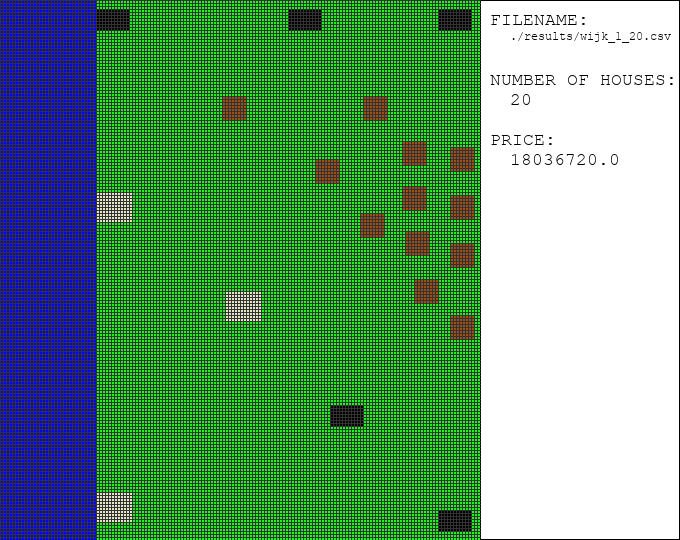 FILENAME:
./results/wijk_1_20.csv
NUMBER OF HOUSES:
20
PRICE:
18036720.0